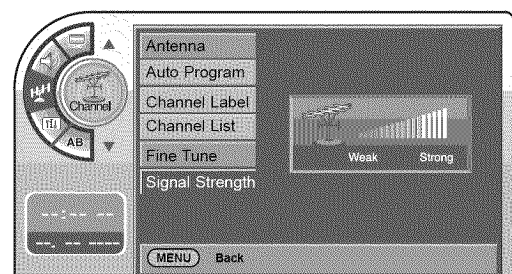 Channel
AB
Antenna
Auto Program
Channel Label
Channel List
Fine Tune
Signal Strength
Weak Strong
--:-- --
--. -- ----
MENU Back